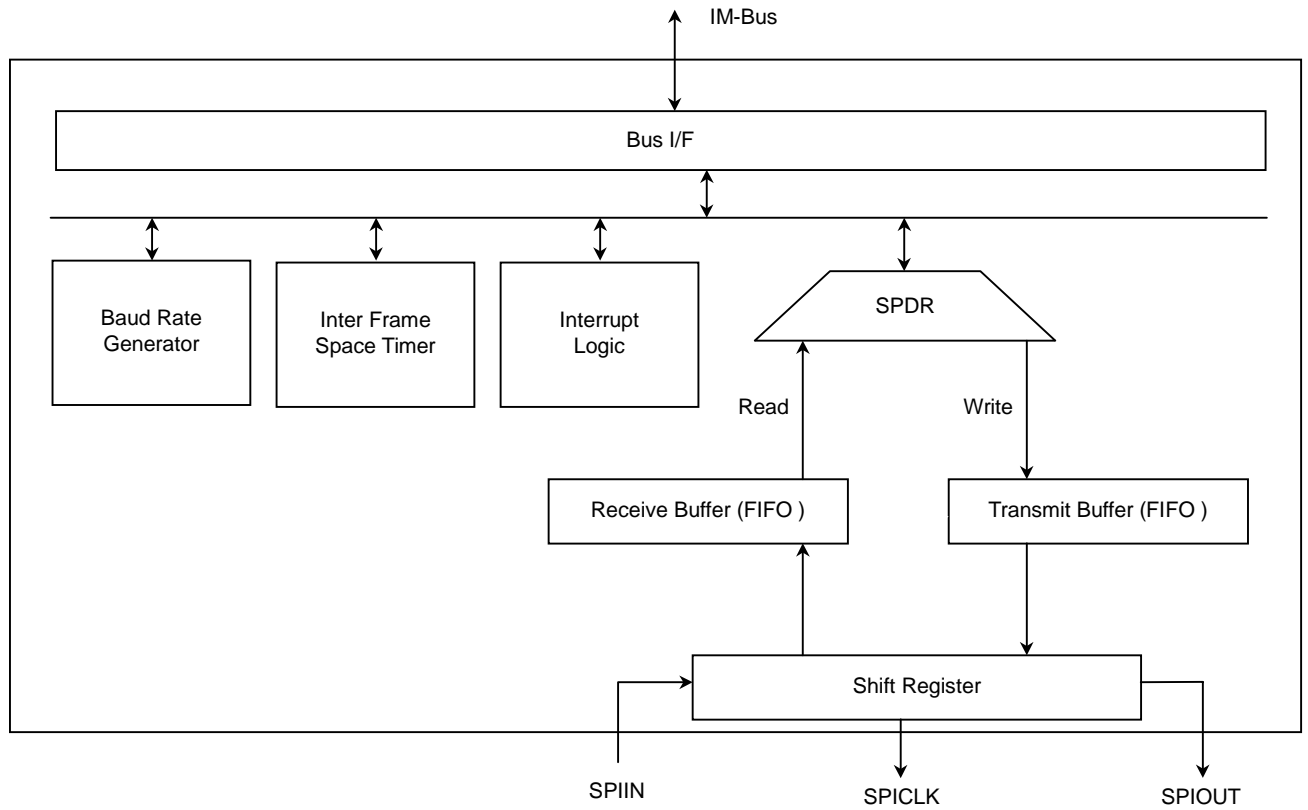 IM-Bus
Bus I/F
Baud Rate
Generator
Inter Frame
Space Timer
Interrupt
Logic
SPDR
Read
Write
Receive Buffer (FIFO )
Transmit Buffer (FIFO )
Shift Register
SPIIN
SPICLK
SPIOUT